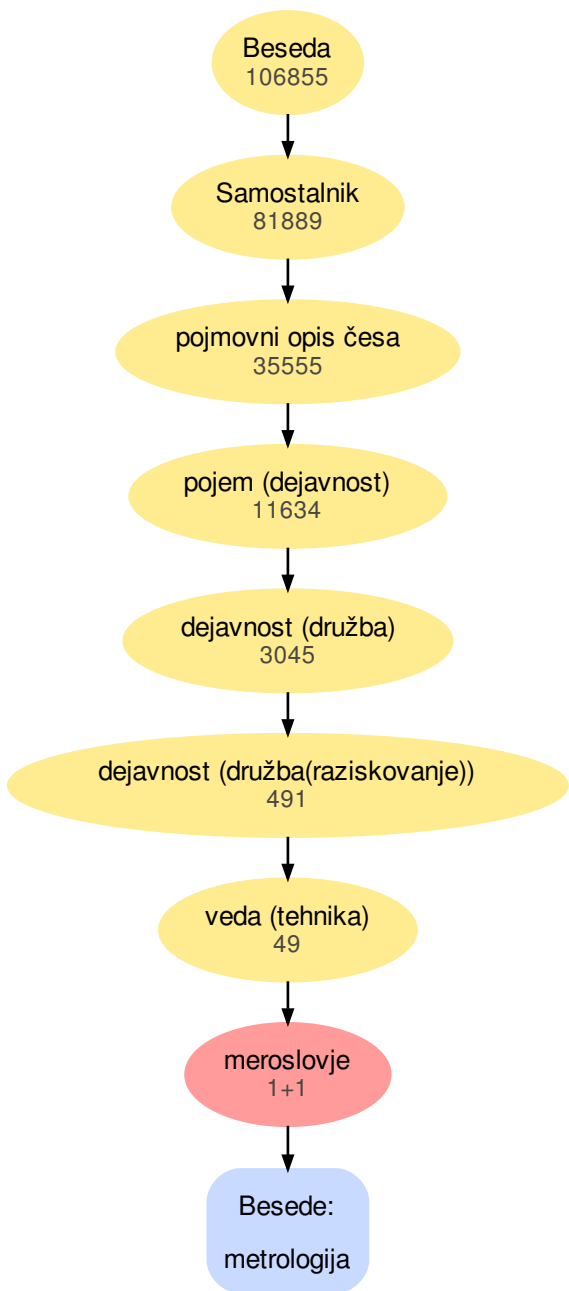 Beseda
106855
Samostalnik
81889
pojmovni opis česa
35555
pojem (dejavnost)
11634
dejavnost (družba)
3045
dejavnost (družba(raziskovanje))
491
veda (tehnika)
49
meroslovje
1+1
Besede:
metrologija